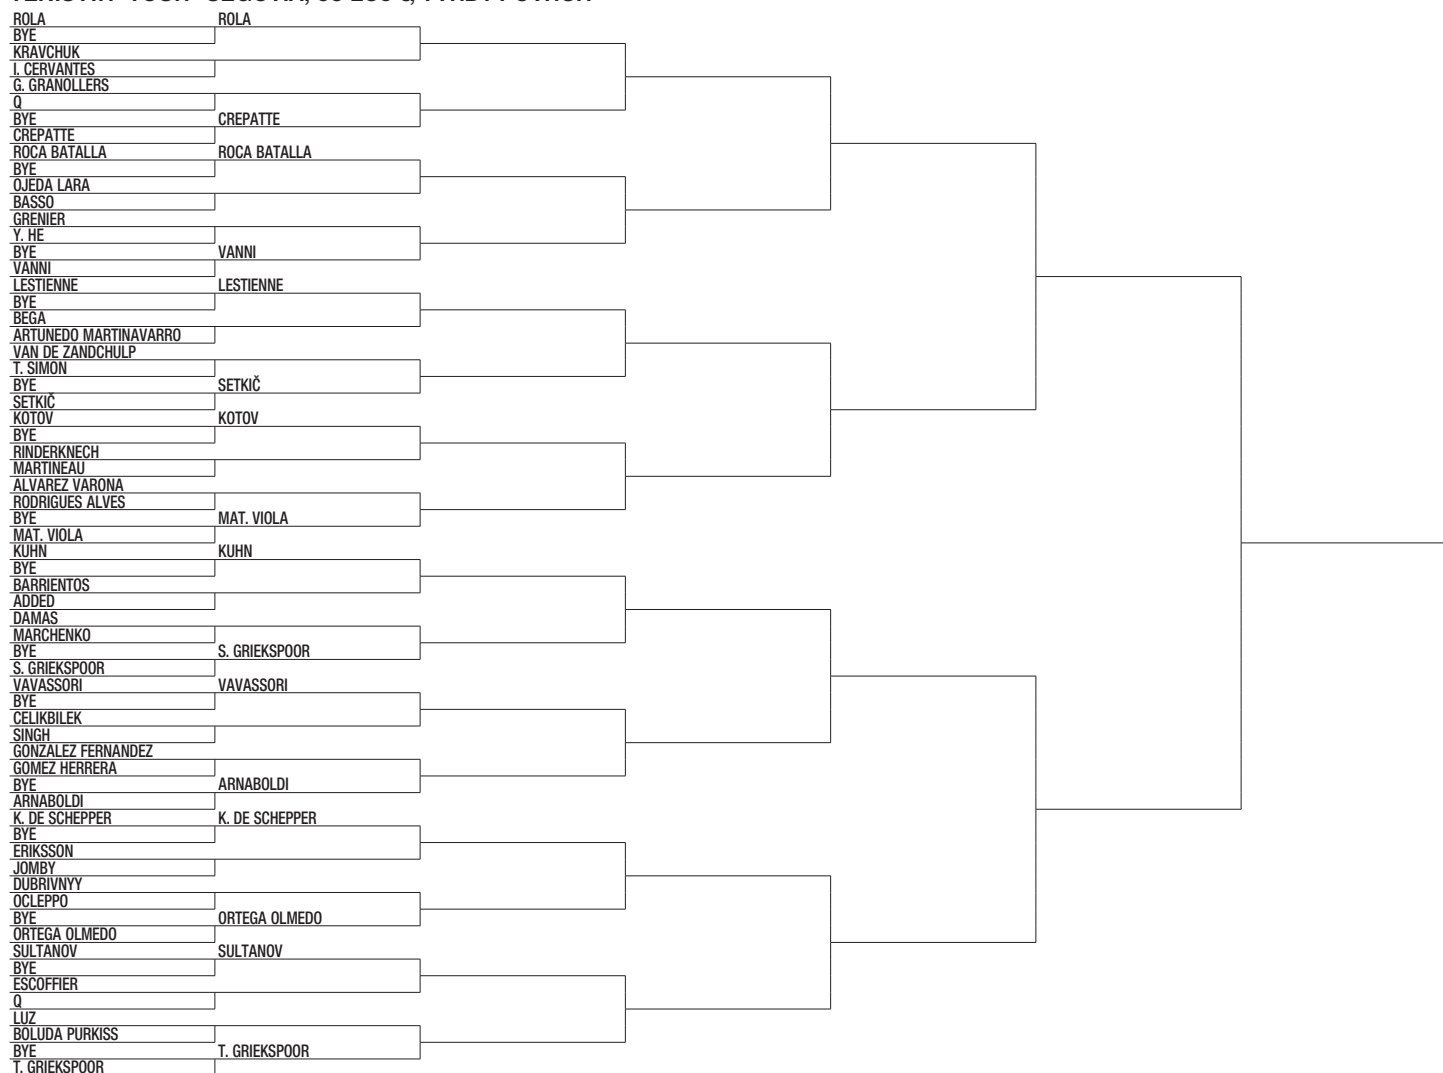 ROLA ROLA
BYE
KRAVCHUK
I. CERVANTES
G. GRANOLLERS
Q
BYE CREPATTE
CREPATTE
ROCA BATALLA ROCA BATALLA
BYE
OJEDA LARA
BASSO
GRENIER
Y. HE
BYE VANNI
VANNI
LESTIENNE LESTIENNE
BYE
BEGA
ARTUNEDO MARTINAVARRO
VAN DE ZANDCHULP
T. SIMON
BYE SETKIČ
SETKIČ
KOTOV KOTOV
BYE
RINDERKNECH
MARTINEAU
ALVAREZ VARONA
RODRIGUES ALVES
BYE MAT. VIOLA
MAT. VIOLA
KUHN KUHN
BYE
BARRIENTOS
ADDED
DAMAS
MARCHENKO
BYE S. GRIEKSPOOR
S. GRIEKSPOOR
VAVASSORI VAVASSORI
BYE
CELIKBILEK
SINGH
GONZALEZ FERNANDEZ
GOMEZ HERRERA
BYE ARNABOLDI
ARNABOLDI
K. DE SCHEPPER K. DE SCHEPPER
BYE
ERIKSSON
JOMBY
DUBRIVNYY
OCLEPPO
BYE ORTEGA OLMEDO
ORTEGA OLMEDO
SULTANOV SULTANOV
BYE
ESCOFFIER
Q
LUZ
BOLUDA PURKISS
BYE T. GRIEKSPOOR
T. GRIEKSPOOR